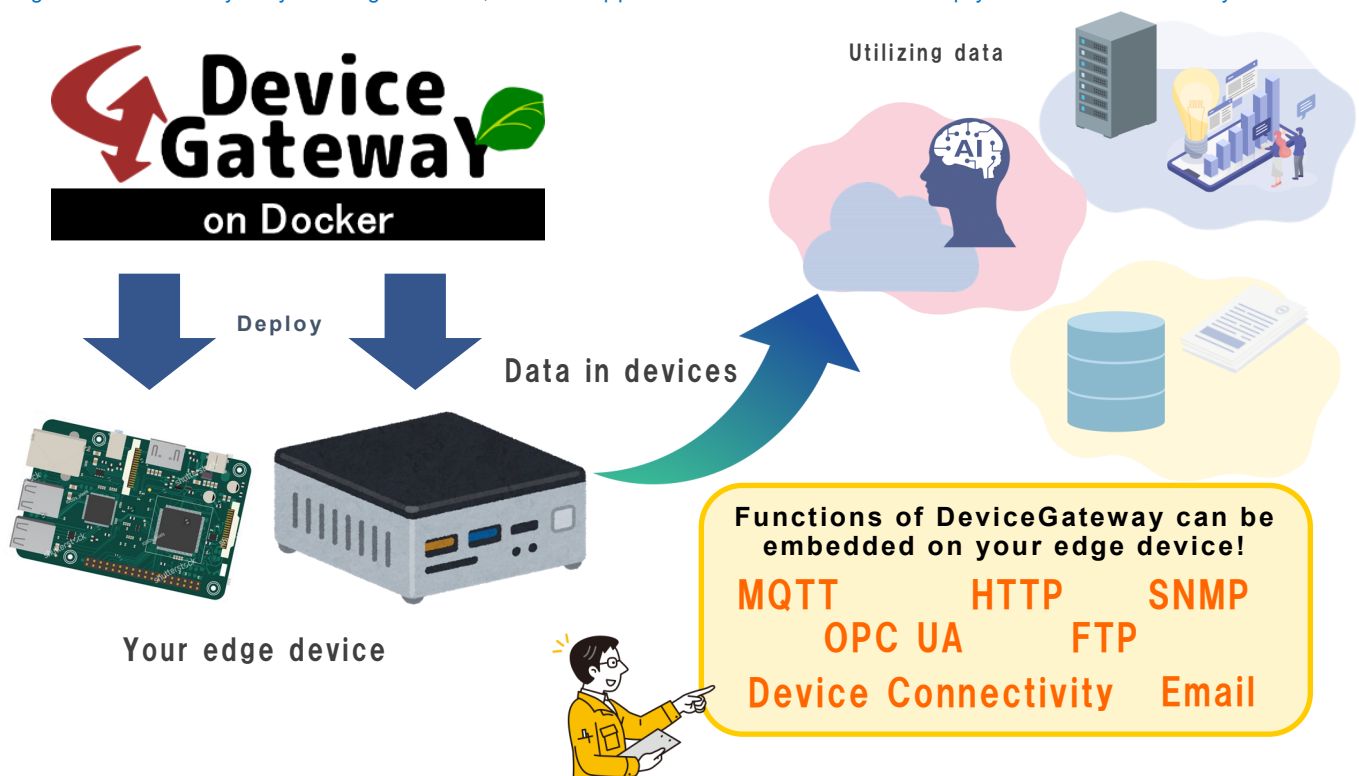 Device
Gateway
on Docker
Deploy
Your edge device
Data in devices
Utilizing data
AI
Functions of DeviceGateway can be
embedded on your edge device!
MQTT HTTP SNMP
OPC UA FTP
Device Connectivity Email
shutterstock